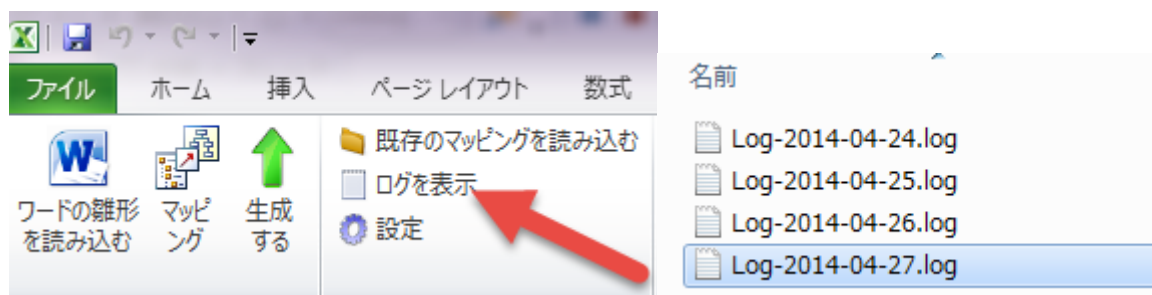 ファイル ホーム 挿入 ページ レイアウト 数式
ワードの雛形
を読み込む
マッピ
ング
生成
する
既存のマッピングを読み込む
ログを表示
設定
名前
Log-2014-04-24.log
Log-2014-04-25.log
Log-2014-04-26.log
Log-2014-04-27.log